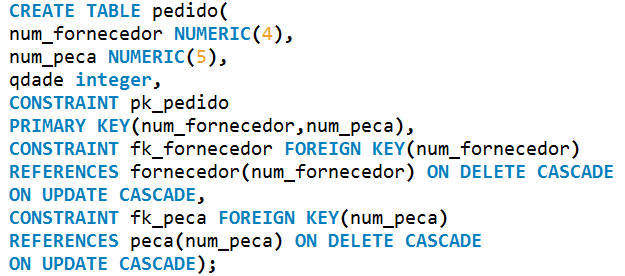 CREATE TABLE pedido(
num_fornecedor NUMERIC(4),
num_peca NUMERIC(5),
qdade integer,
CONSTRAINT pk_pedido
PRIMARY KEY(num_fornecedor,num_peca),
CONSTRAINT fk_fornecedor FOREIGN KEY(num_fornecedor)
REFERENCES fornecedor(num_fornecedor) ON DELETE CASCADE
ON UPDATE CASCADE,
CONSTRAINT fk_peca FOREIGN KEY(num_peca)
REFERENCES peca(num_peca) ON DELETE CASCADE
ON UPDATE CASCADE);